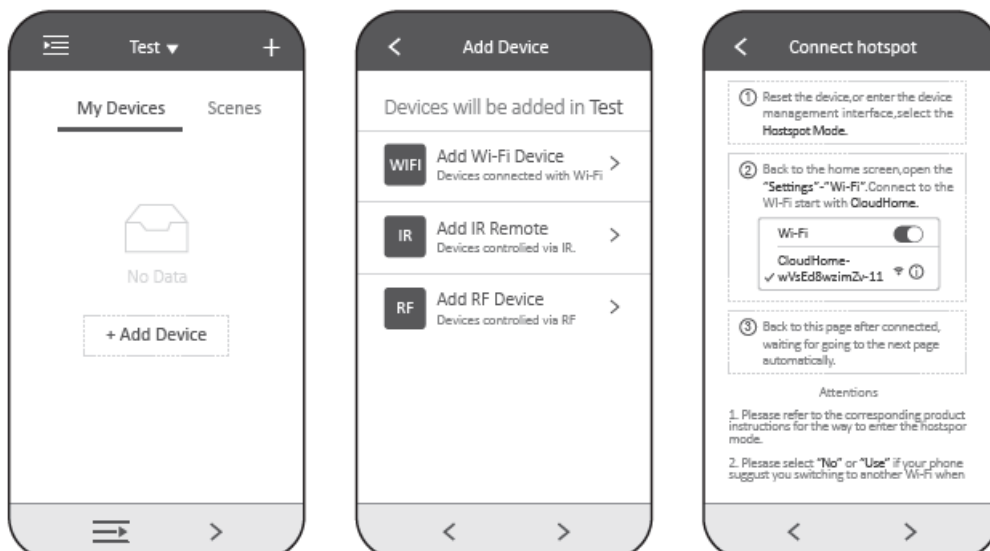 Test ▼
+
My Devices
Scenes
No Data
+ Add Device
Add Device
Devices will be added in Test
WIFI
Add Wi-Fi Device
Devices connected with Wi-Fi
IR
Add IR Remote
Devices controlied via IR.
RF
Add RF Device
Devices controlied via RF
Connect hotspot
① Reset the device,or enter the device
management interface,select the
Hostspot Mode.
② Back to the home screen,open the
"Settings"-"Wi-Fi".Connect to the
WI-Fi start with CloudHome.
Wi-Fi
CloudHome-
✓ wVsEd8wzimZv-11
③ Back to this page after connected,
waiting for going to the next page
automatically.
Attentions
1. Plesase refer to the corresponding product
instructions for the way to enter the hostspor
mode.
2. Plesase select "No" or "Use" if your phone
suggust you switching to another Wi-Fi when